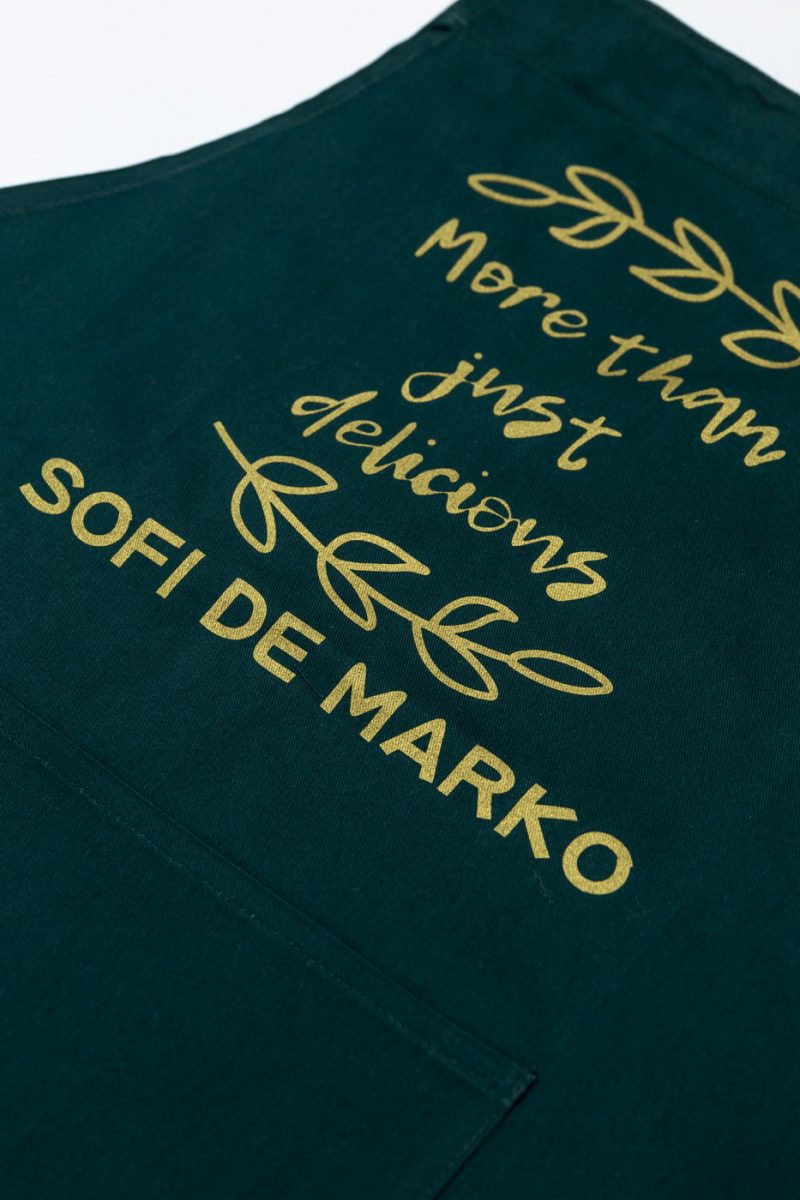 More than
just
delicious
SOFI DE MARKO